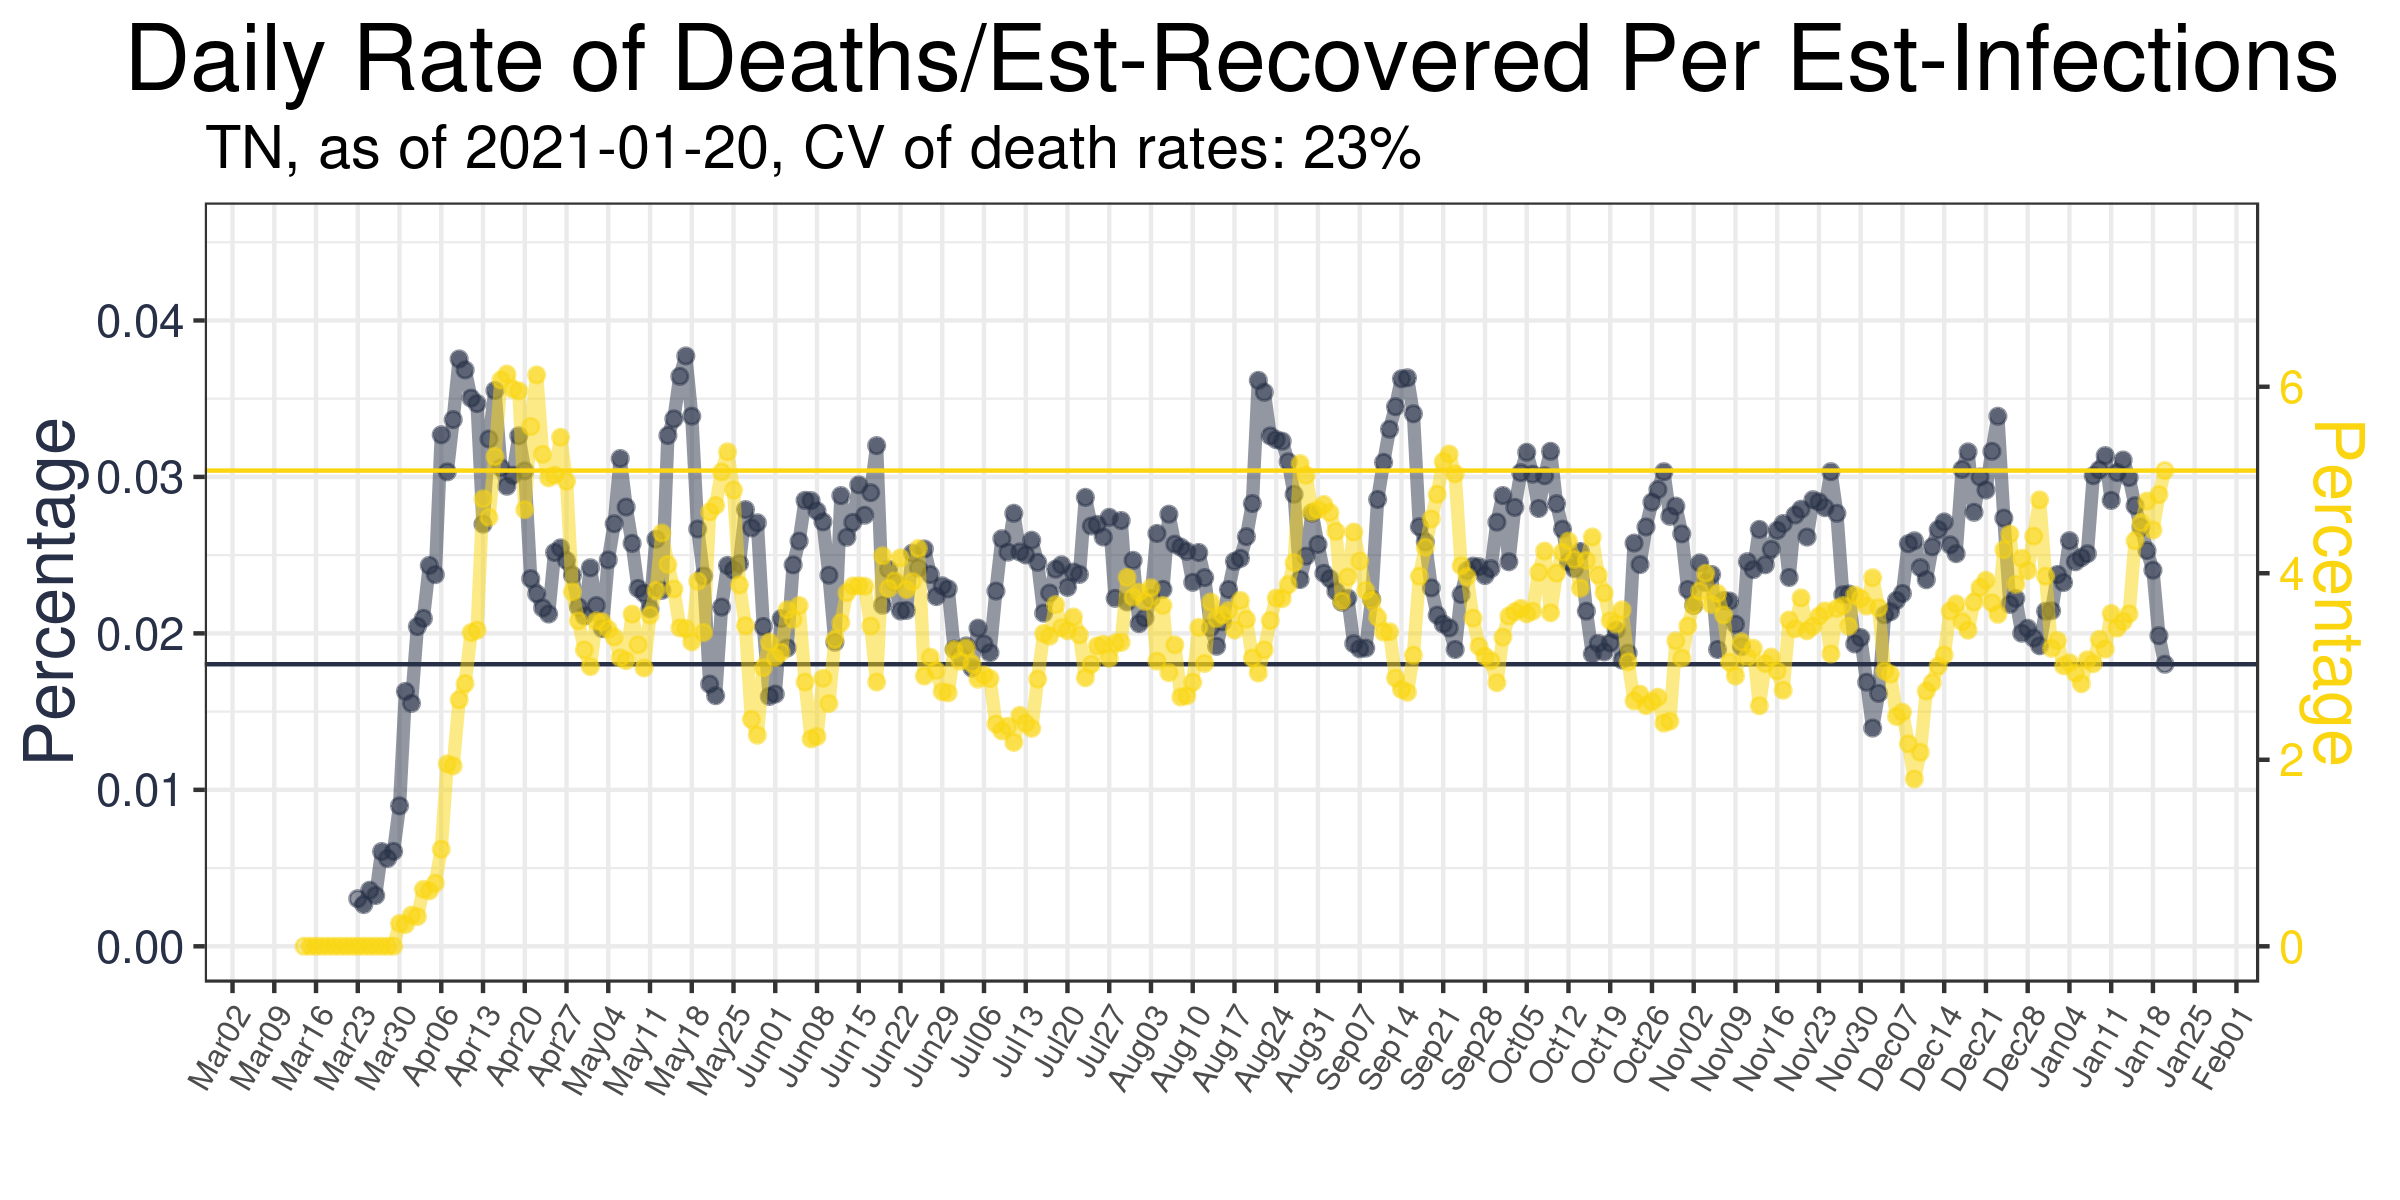 Daily Rate of Deaths/Est-Recovered Per Est-Infections
TN, as of 2021-01-20, CV of death rates: 23%
Percentage
0.04
0.03
0.02
0.01
0.00
6
4
2
0
Percentage
Mar02 Mar09 Mar16 Mar23 Mar30 Apr06 Apr13 Apr20 Apr27 May04 May11 May18 May25 Jun01 Jun08 Jun15 Jun22 Jun29 Jul06 Jul13 Jul20 Jul27 Aug03 Aug10 Aug17 Aug24 Aug31 Sep07 Sep14 Sep21 Sep28 Oct05 Oct12 Oct19 Oct26 Nov02 Nov09 Nov16 Nov23 Nov30 Dec07 Dec14 Dec21 Dec28 Jan04 Jan11 Jan18 Jan25 Feb01